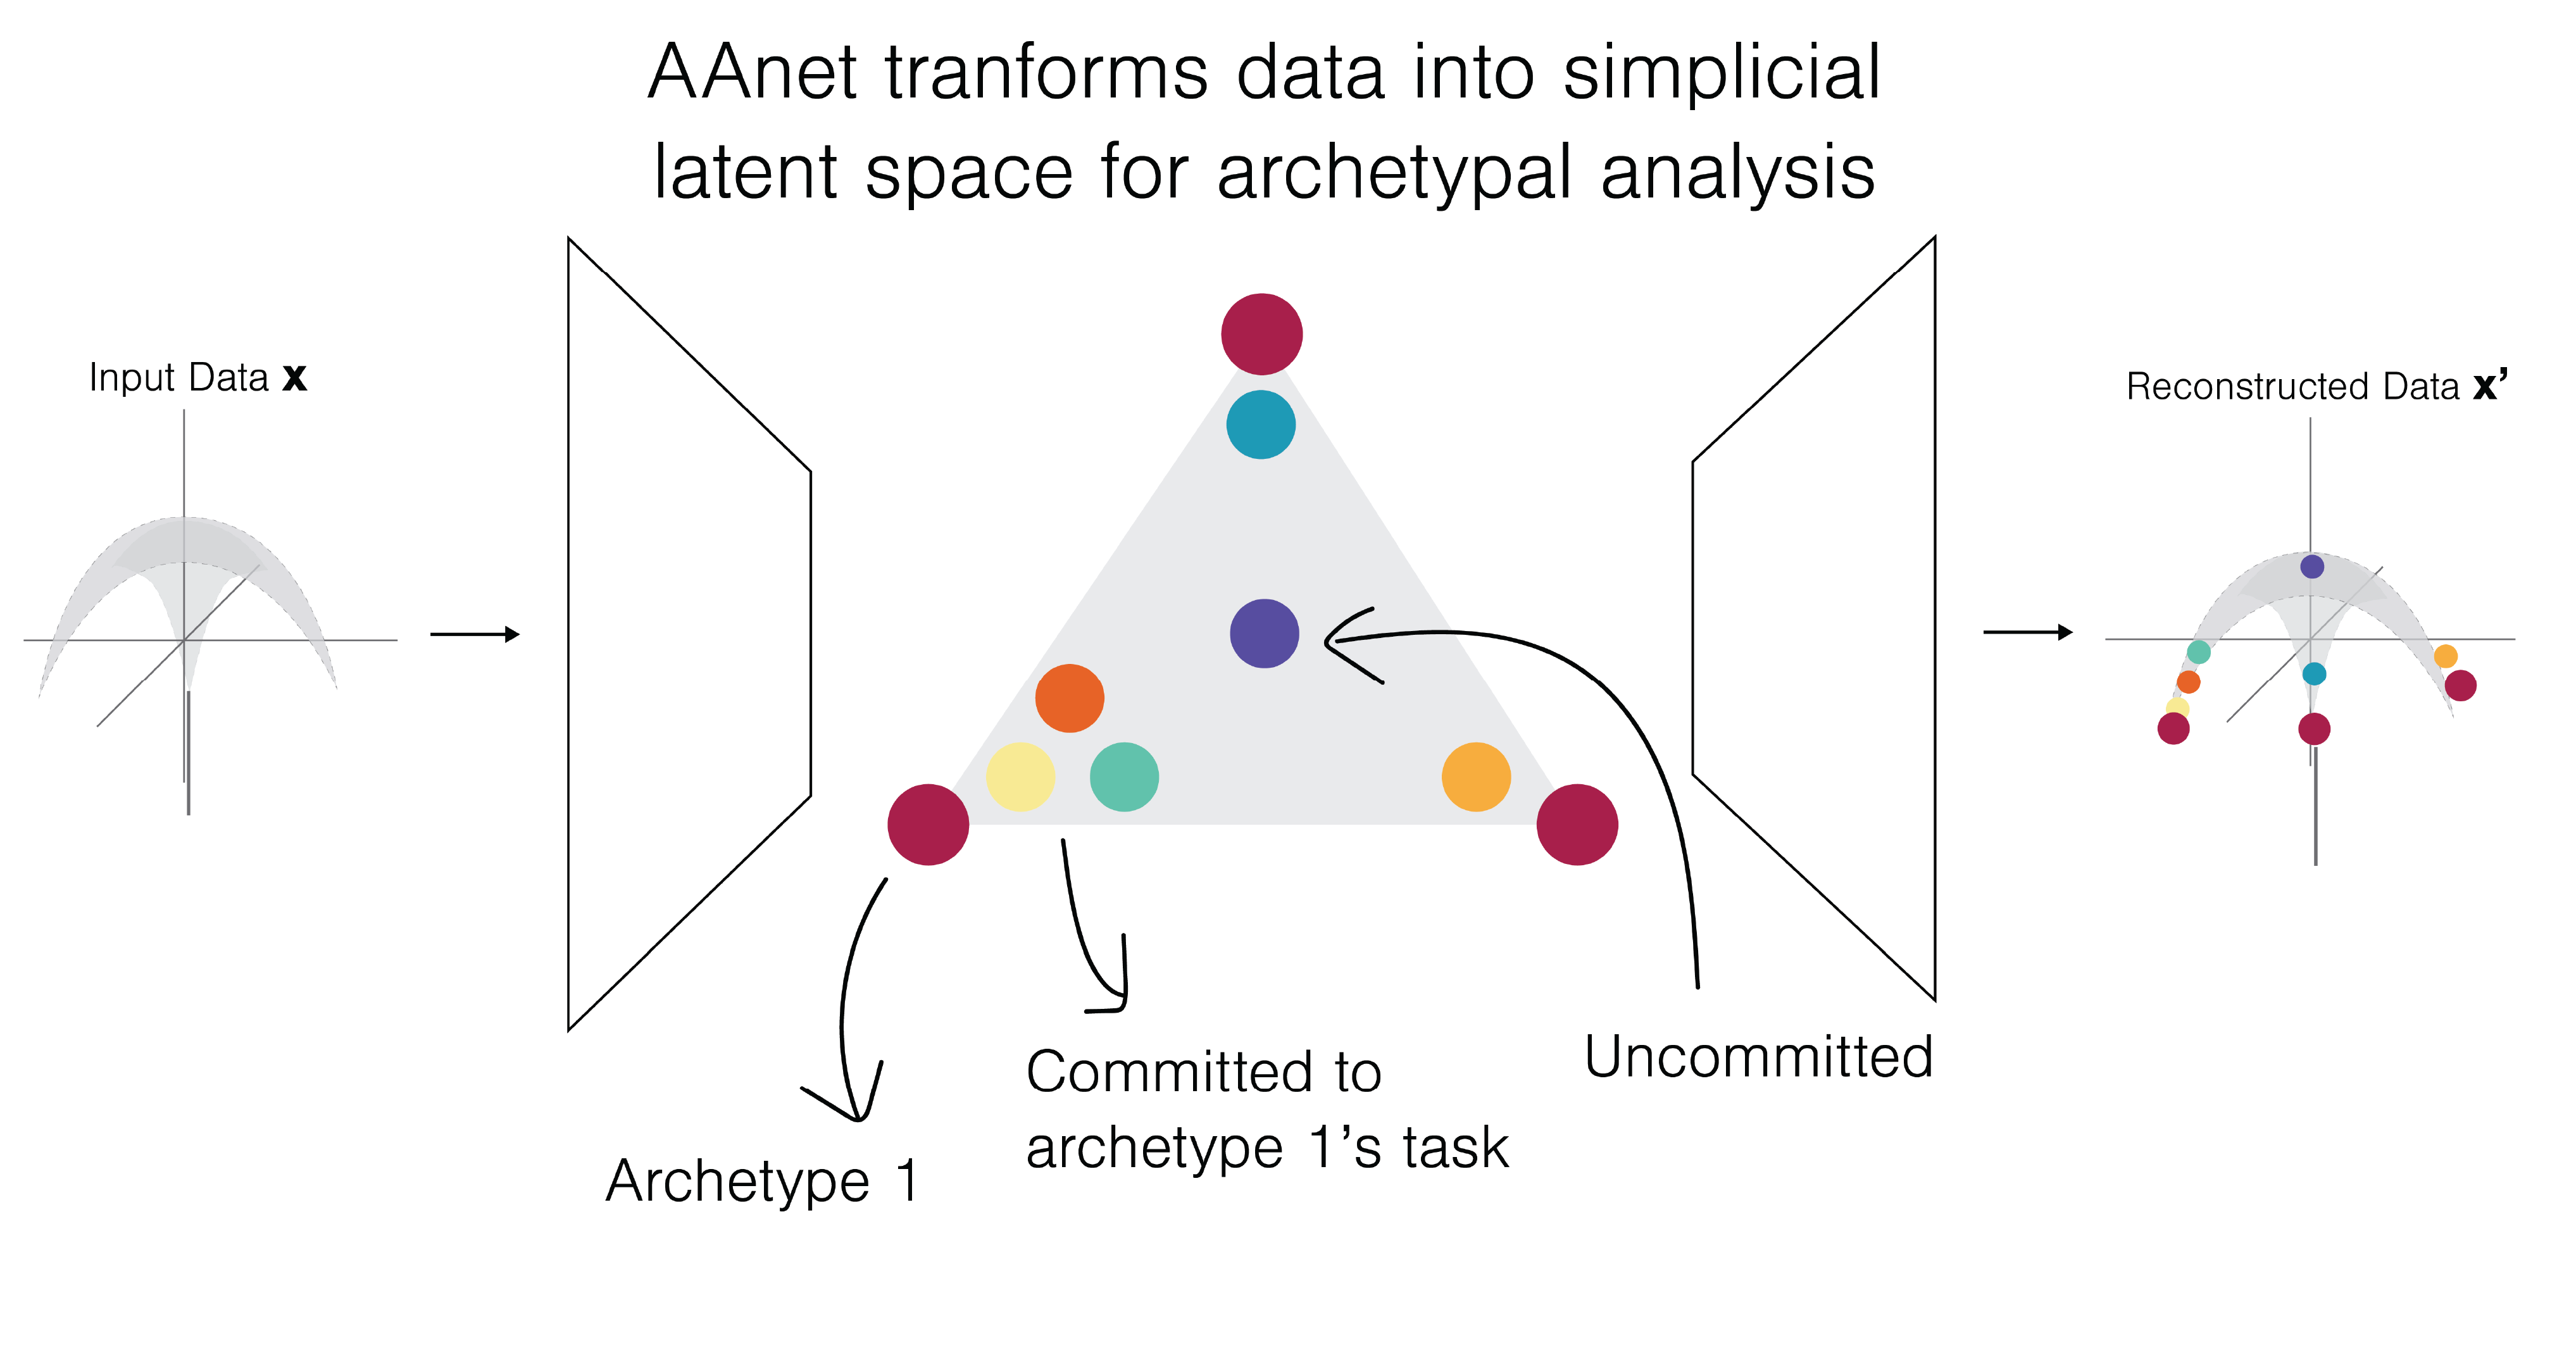 AAnet tranforms data into simplicial
latent space for archetypal analysis
Input Data x
Reconstructed Data x’
Uncommitted
Committed to
archetype 1’s task
Archetype 1